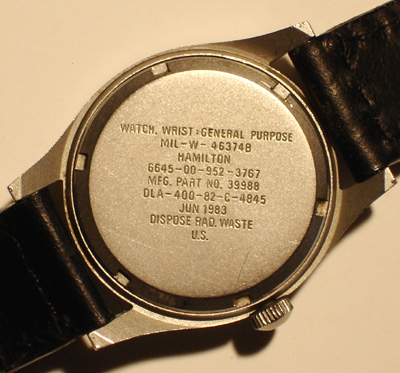 WATCH, WRIST: GENERAL PURPOSE
MIL-W-46374B
HAMILTON
6645-00-952-3767
MFG. PART NO. 39988
DLA-400-82-C-4845
JUN 1983
DISPOSE RAD. WASTE
U.S.